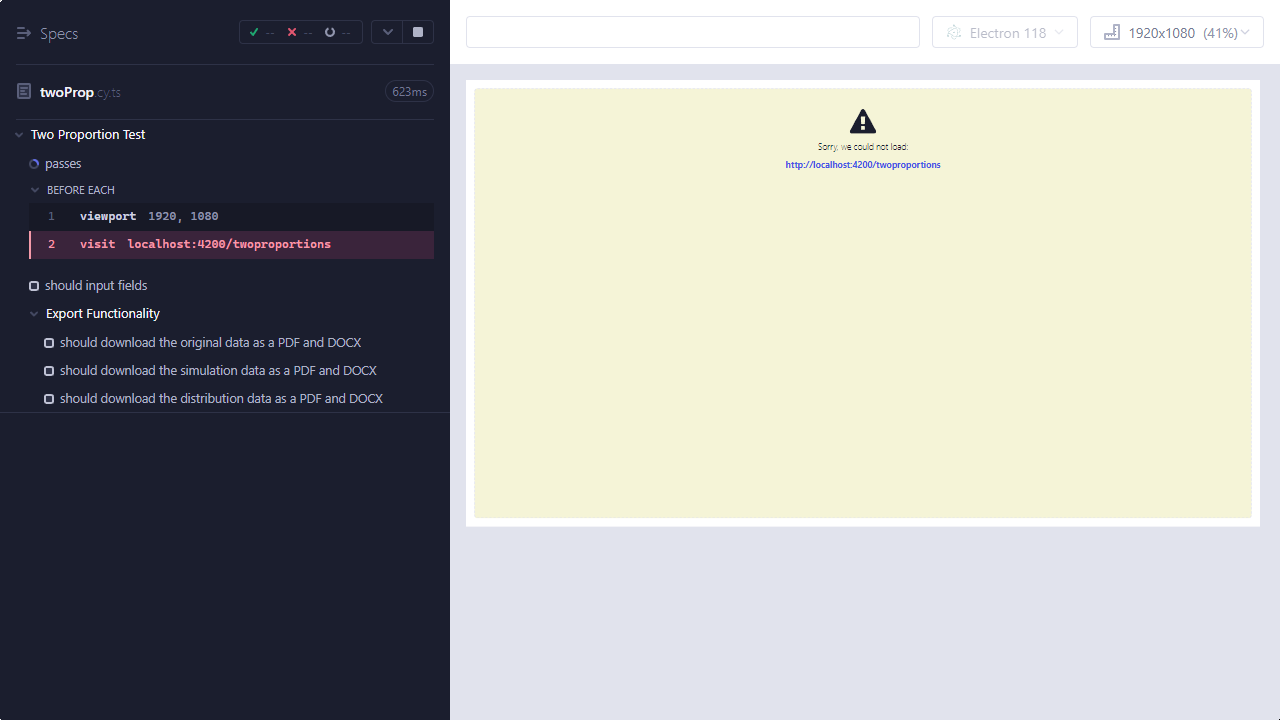 Specs
-- -- --
twoProp.cy.ts 623ms
Two Proportion Test
passes
BEFORE EACH
1 viewport 1920, 1080
2 visit localhost:4200/twoproportions
should input fields
Export Functionality
should download the original data as a PDF and DOCX
should download the simulation data as a PDF and DOCX
should download the distribution data as a PDF and DOCX
Electron 118
1920x1080 (41%)
Sorry, we could not load:
http://localhost:4200/twoproportions